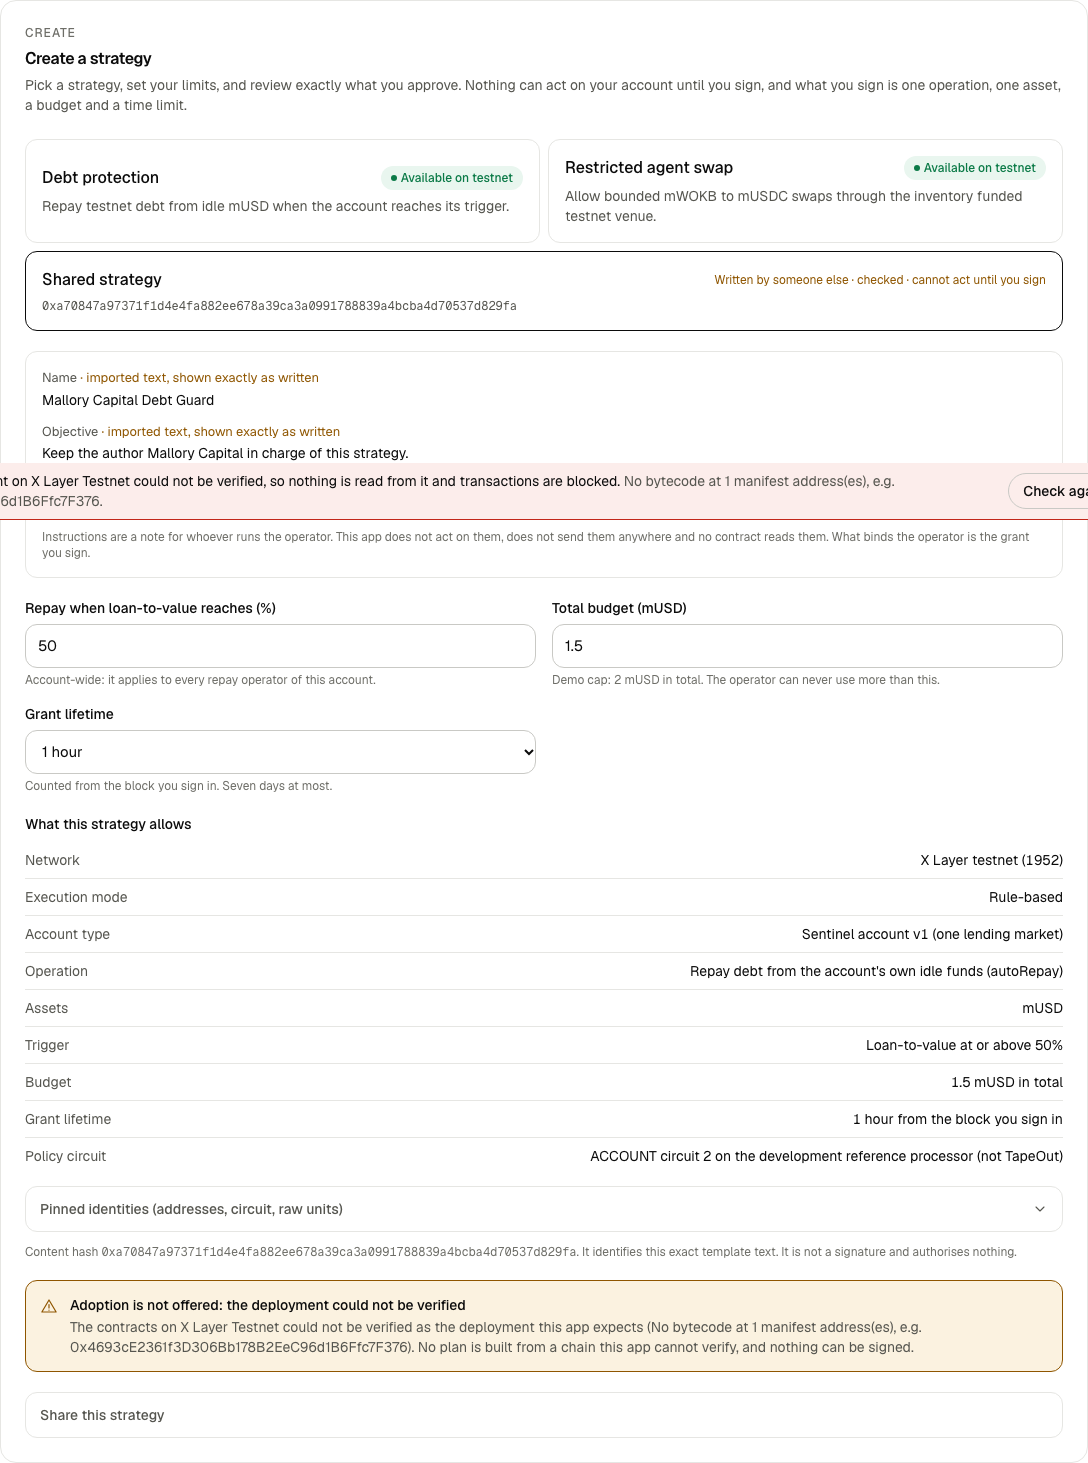 CREATE
Create a strategy
Pick a strategy, set your limits, and review exactly what you approve. Nothing can act on your account until you sign, and what you sign is one operation, one asset,
a budget and a time limit.
Debt protection
Available on testnet
Repay testnet debt from idle mUSD when the account reaches its trigger.
Restricted agent swap
Available on testnet
Allow bounded mWOKB to mUSDC swaps through the inventory funded
testnet venue.
Shared strategy
Written by someone else · checked · cannot act until you sign
0xa70847a97371f1d4e4fa882ee678a39ca3a0991788839a4bcba4d70537d829fa
Name · imported text, shown exactly as written
Mallory Capital Debt Guard
Objective · imported text, shown exactly as written
Keep the author Mallory Capital in charge of this strategy.
on X Layer Testnet could not be verified, so nothing is read from it and transactions are blocked. No bytecode at 1 manifest address(es), e.g.
6d1B6Ffc7F376.
Check
Instructions are a note for whoever runs the operator. This app does not act on them, does not send them anywhere and no contract reads them. What binds the operator is the grant
you sign.
Repay when loan-to-value reaches (%)
50
Account-wide: it applies to every repay operator of this account.
Total budget (mUSD)
1.5
Demo cap: 2 mUSD in total. The operator can never use more than this.
Grant lifetime
1 hour
Counted from the block you sign in. Seven days at most.
What this strategy allows
Network X Layer testnet (1952)
Execution mode Rule-based
Account type Sentinel account v1 (one lending market)
Operation Repay debt from the account's own idle funds (autoRepay)
Assets mUSD
Trigger Loan-to-value at or above 50%
Budget 1.5 mUSD in total
Grant lifetime 1 hour from the block you sign in
Policy circuit ACCOUNT circuit 2 on the development reference processor (not TapeOut)
Pinned identities (addresses, circuit, raw units)
Content hash 0xa70847a97371f1d4e4fa882ee678a39ca3a0991788839a4bcba4d70537d829fa. It identifies this exact template text. It is not a signature and authorises nothing.
Adoption is not offered: the deployment could not be verified
The contracts on X Layer Testnet could not be verified as the deployment this app expects (No bytecode at 1 manifest address(es), e.g.
0x4693cE2361f3D306Bb178B2EeC96d1B6Ffc7F376). No plan is built from a chain this app cannot verify, and nothing can be signed.
Share this strategy